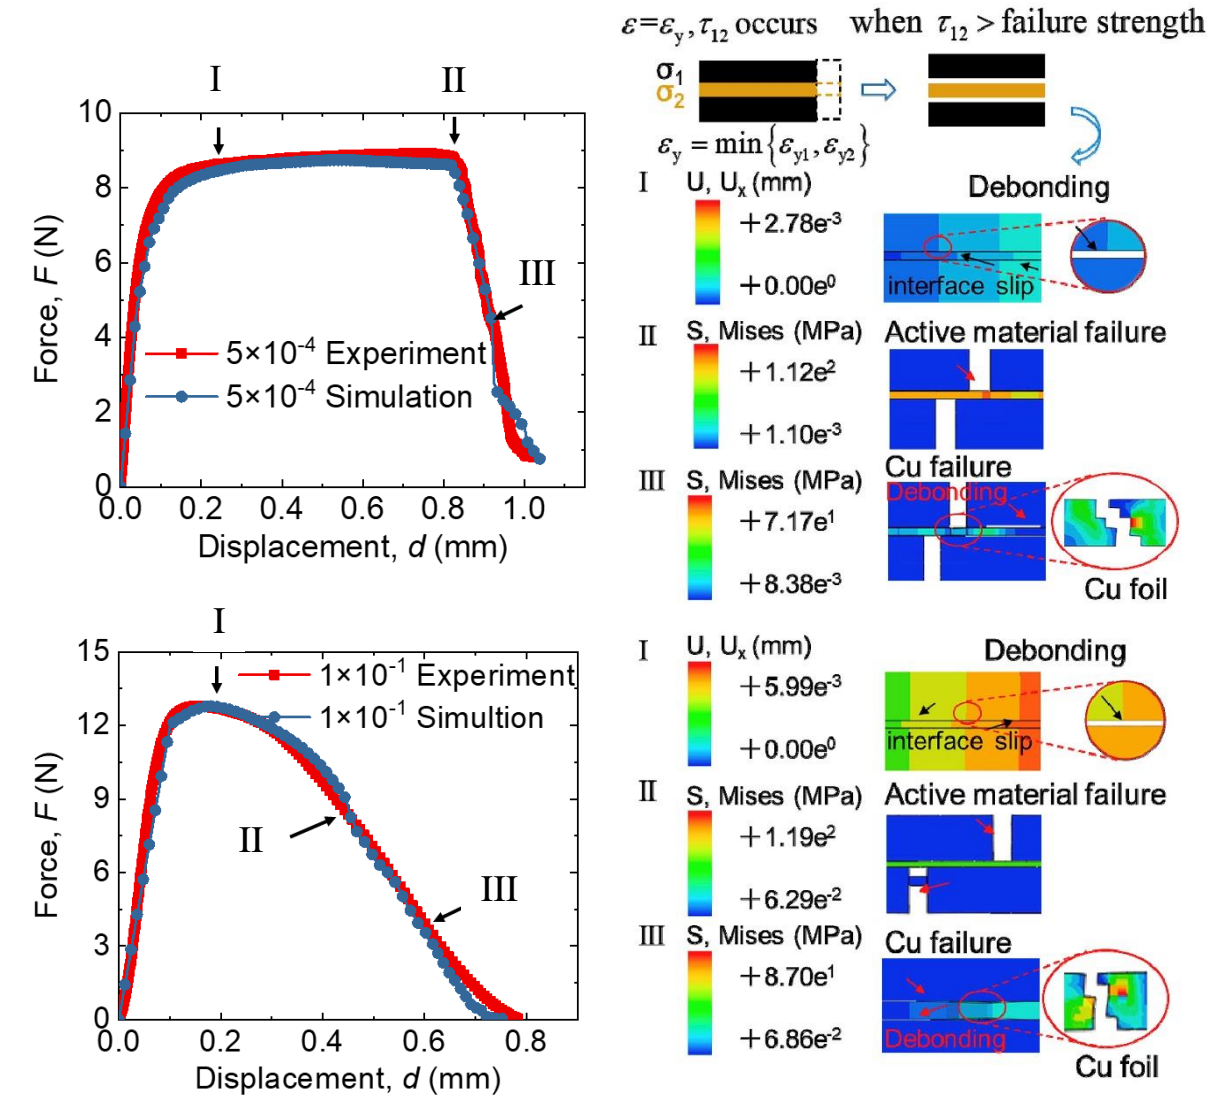 I
II
III
10
8
6
4
2
0
Force, F (N)
5×10⁻⁴ Experiment
5×10⁻⁴ Simulation
0.0 0.2 0.4 0.6 0.8 1.0
Displacement, d (mm)
I
II
III
15
12
9
6
3
0
Force, F (N)
1×10⁻¹ Experiment
1×10⁻¹ Simultion
0.0 0.2 0.4 0.6 0.8
Displacement, d (mm)
ε=εy,τ12 occurs when τ12 > failure strength
σ1
σ2
εy = min{εy1,εy2}
I U, Ux (mm) Debonding
+2.78e⁻³
+0.00e⁰
interface slip
II S, Mises (MPa) Active material failure
+1.12e²
+1.10e⁻³
Cu failure
III S, Mises (MPa)
Debonding
+7.17e¹
+8.38e⁻³
Cu foil
I U, Ux (mm) Debonding
+5.99e⁻³
+0.00e⁰
interface slip
II S, Mises (MPa) Active material failure
+1.19e²
+6.29e⁻²
III S, Mises (MPa) Cu failure
+8.70e¹
+6.86e⁻²
Debonding
Cu foil